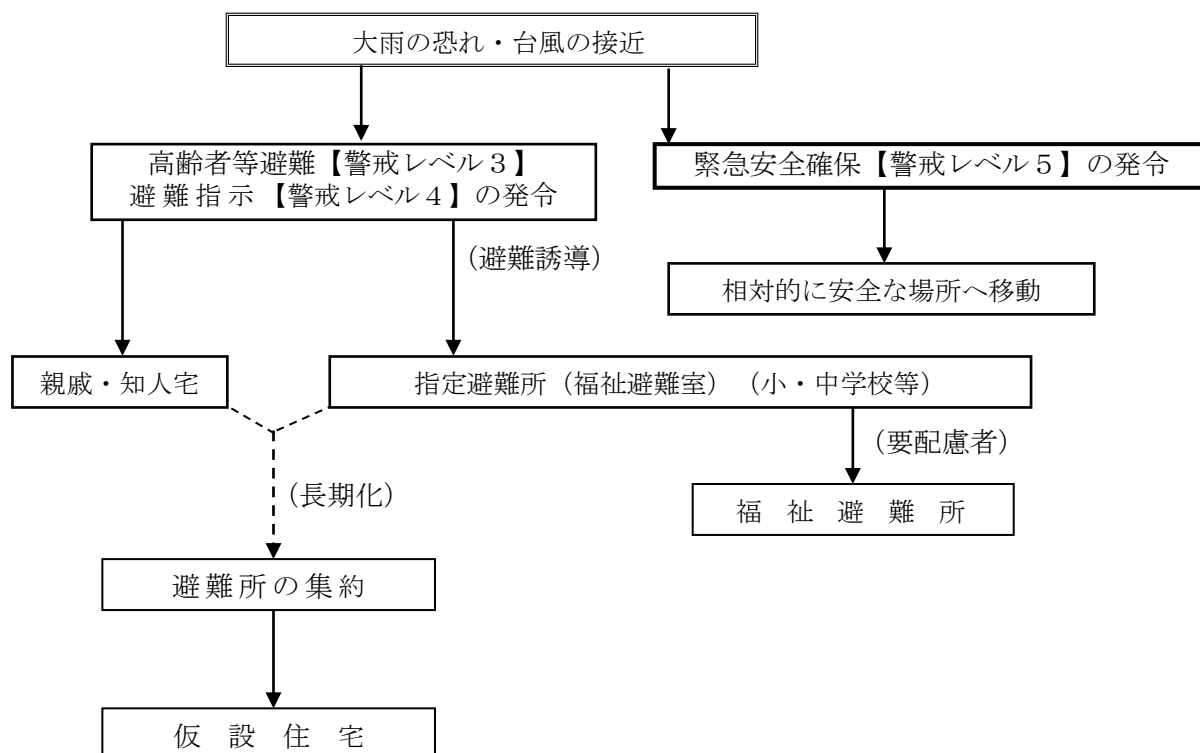 大雨の恐れ・台風の接近
高齢者等避難【警戒レベル３】
避難指示【警戒レベル４】の発令
緊急安全確保【警戒レベル５】の発令
（避難誘導）
相対的に安全な場所へ移動
親戚・知人宅
指定避難所（福祉避難室）（小・中学校等）
（要配慮者）
（長期化）
福祉避難所
避難所の集約
仮設住宅